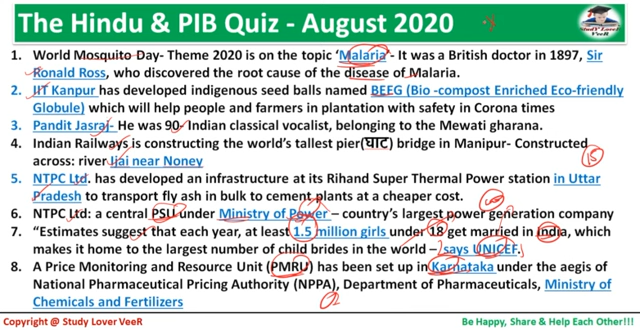 The Hindu & PIB Quiz - August 2020
StudY LoveR
VeeR
1. World Mosquito Day- Theme 2020 is on the topic ‘Malaria’- It was a British doctor in 1897, Sir
Ronald Ross, who discovered the root cause of the disease of Malaria.
2. IIT Kanpur has developed indigenous seed balls named BEEG (Bio -compost Enriched Eco-friendly
Globule) which will help people and farmers in plantation with safety in Corona times
3. Pandit Jasraj- He was 90- Indian classical vocalist, belonging to the Mewati gharana.
4. Indian Railways is constructing the world’s tallest pier(घाट) bridge in Manipur- Constructed
across: river Ijai near Noney
15
5. NTPC Ltd. has developed an infrastructure at its Rihand Super Thermal Power station in Uttar
Pradesh to transport fly ash in bulk to cement plants at a cheaper cost.
6. NTPC Ltd: a central PSU under Ministry of Power – country’s largest power generation company
7. “Estimates suggest that each year, at least 1.5 million girls under 18 get married in India, which
makes it home to the largest number of child brides in the world – says UNICEF.
8. A Price Monitoring and Resource Unit (PMRU) has been set up in Karnataka under the aegis of
National Pharmaceutical Pricing Authority (NPPA), Department of Pharmaceuticals, Ministry of
Chemicals and Fertilizers
Copyright @ Study Lover VeeR
Be Happy, Share & Help Each Other!!!